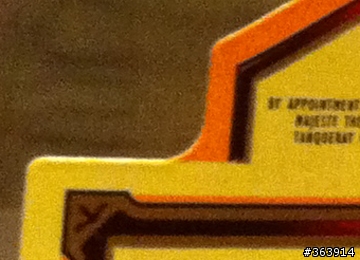 BY APPOINTMENT
MAJESTE THE
TANQUERAY
#363914